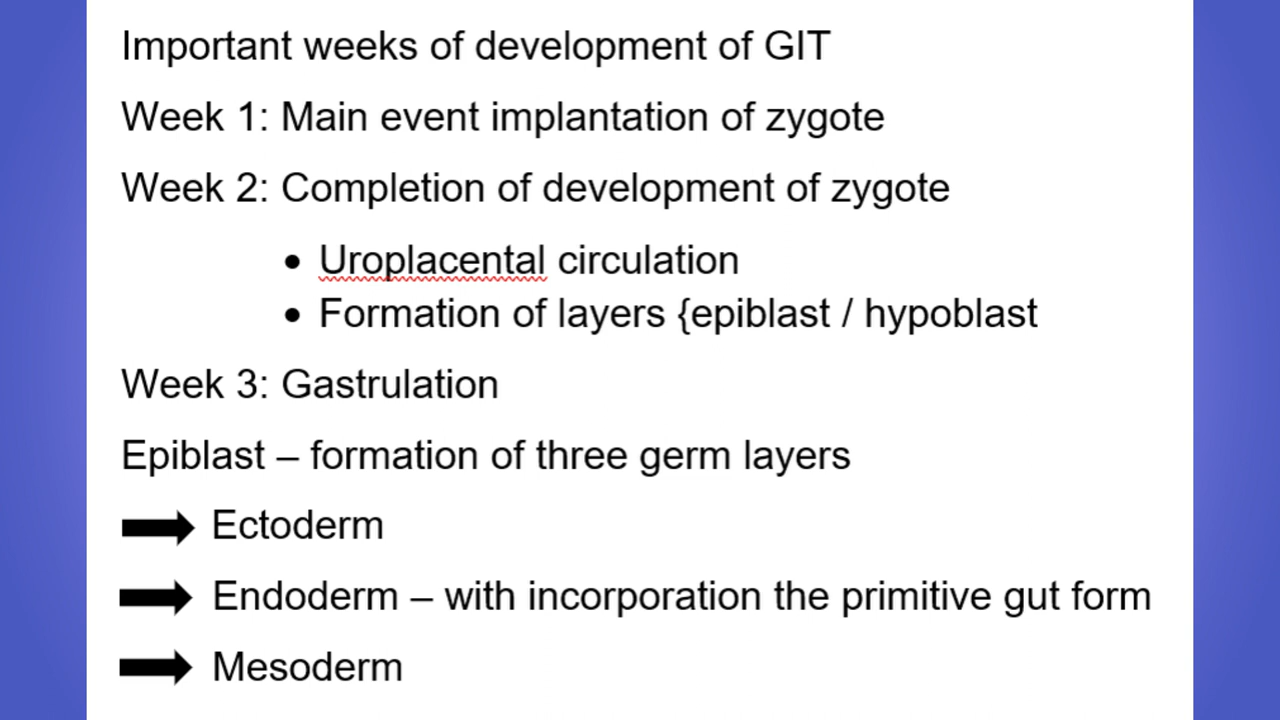 Important weeks of development of GIT
Week 1: Main event implantation of zygote
Week 2: Completion of development of zygote
• Uroplacental circulation
• Formation of layers {epiblast / hypoblast
Week 3: Gastrulation
Epiblast – formation of three germ layers
Ectoderm
Endoderm – with incorporation the primitive gut form
Mesoderm